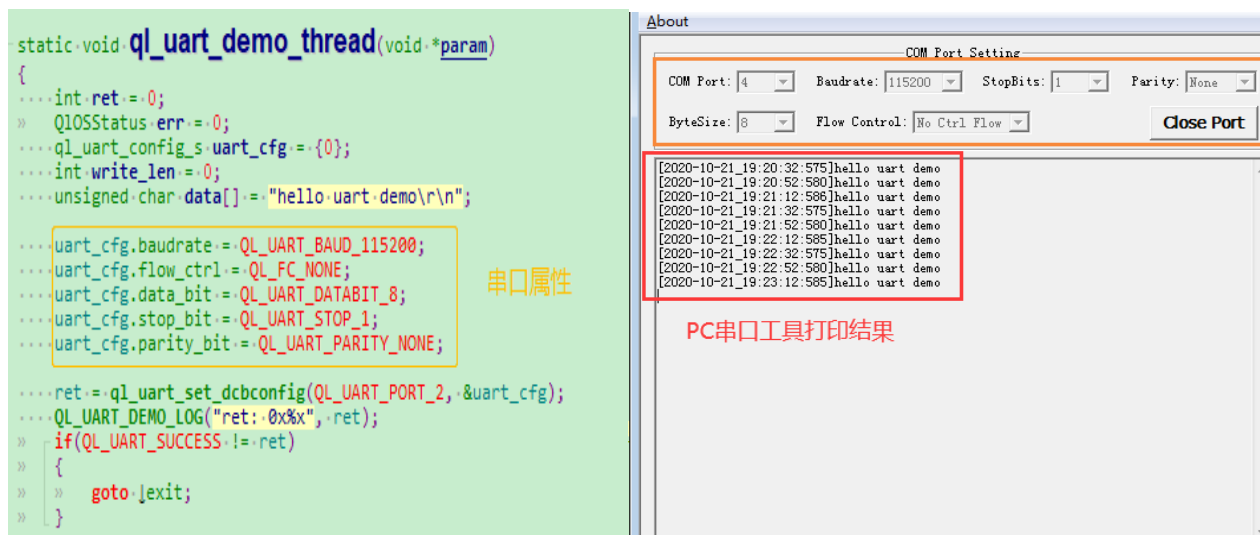 static void ql_uart_demo_thread(void *param)
{
int ret = 0;
QlOSStatus err = 0;
ql_uart_config_s uart_cfg = {0};
int write_len = 0;
unsigned char data[] = "hello uart demo\r\n";
uart_cfg.baudrate = QL_UART_BAUD_115200;
uart_cfg.flow_ctrl = QL_FC_NONE;
uart_cfg.data_bit = QL_UART_DATABIT_8;
uart_cfg.stop_bit = QL_UART_STOP_1;
uart_cfg.parity_bit = QL_UART_PARITY_NONE;
串口属性
ret = ql_uart_set_dcbconfig(QL_UART_PORT_2, &uart_cfg);
QL_UART_DEMO_LOG("ret: 0x%x", ret);
if(QL_UART_SUCCESS != ret)
{
goto exit;
}
About
COM Port Setting
COM Port: 4 Baudrate: 115200 StopBits: 1 Parity: None
ByteSize: 8 Flow Control: No Ctrl Flow Close Port
[2020-10-21_19:20:32:575]hello uart demo
[2020-10-21_19:20:52:580]hello uart demo
[2020-10-21_19:21:12:586]hello uart demo
[2020-10-21_19:21:32:575]hello uart demo
[2020-10-21_19:21:52:580]hello uart demo
[2020-10-21_19:22:12:585]hello uart demo
[2020-10-21_19:22:32:575]hello uart demo
[2020-10-21_19:22:52:580]hello uart demo
[2020-10-21_19:23:12:585]hello uart demo
PC串口工具打印结果